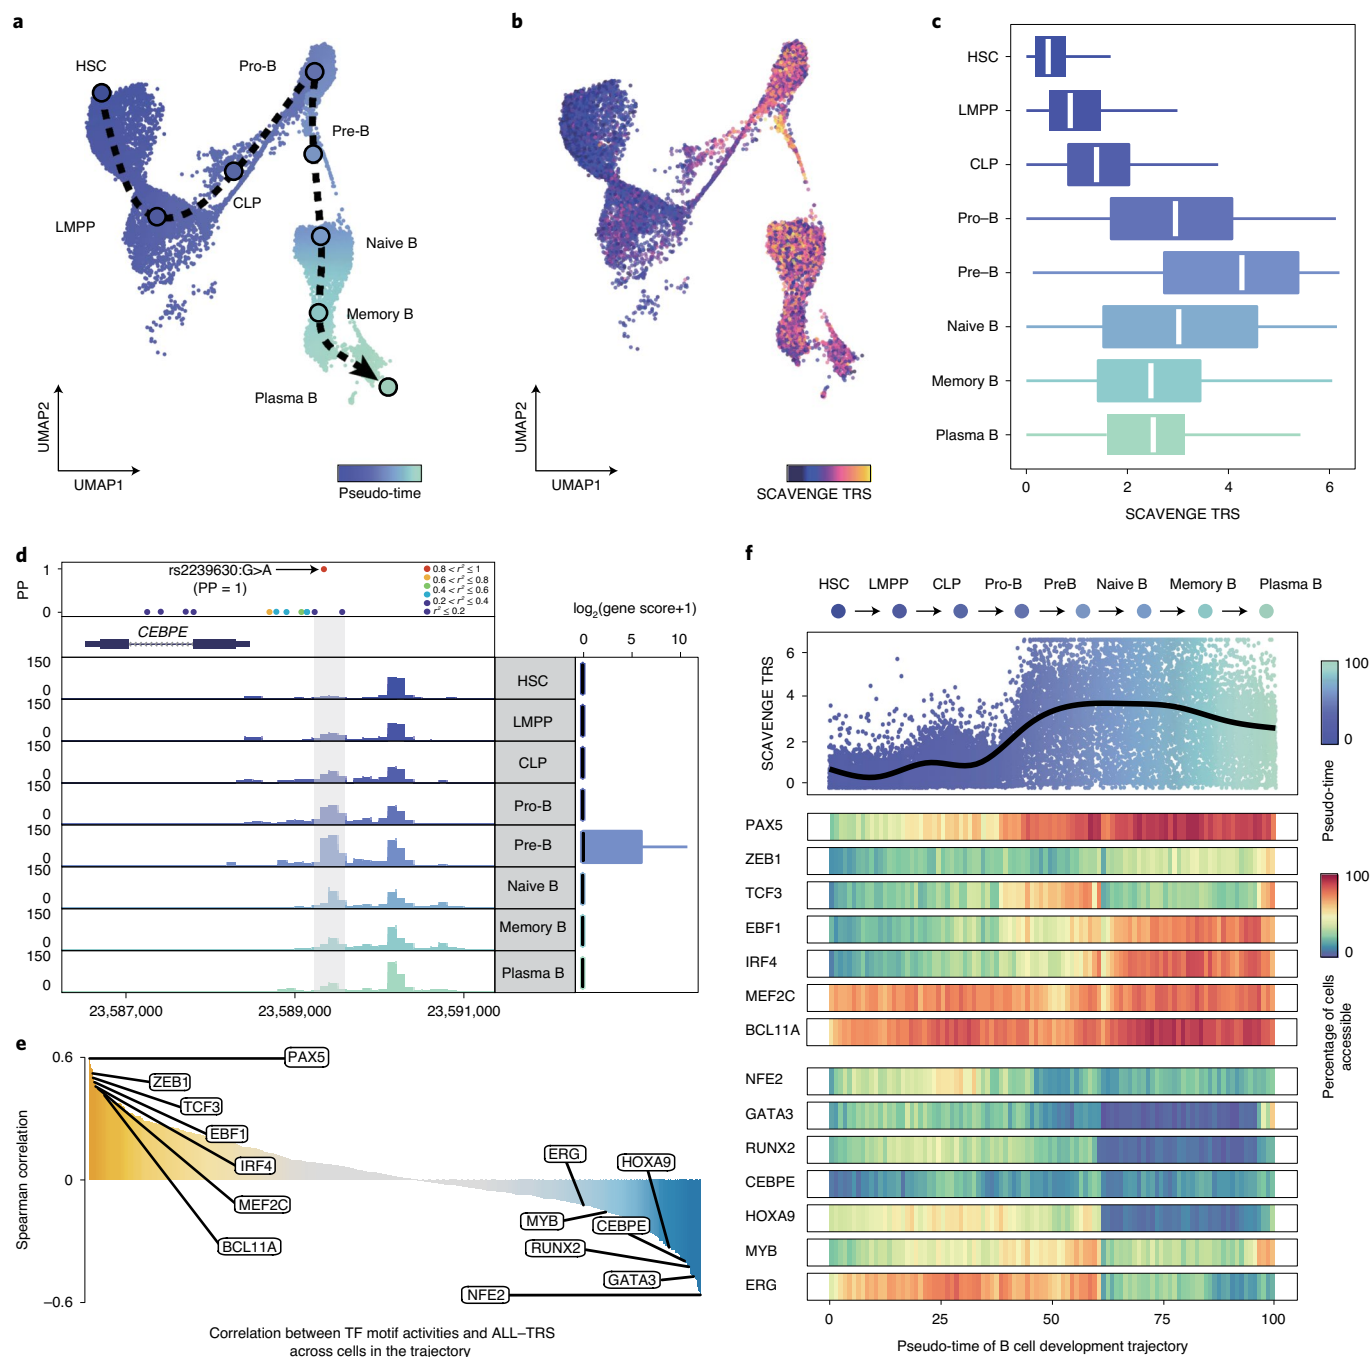 a
HSC
Pro-B
Pre-B
CLP
LMPP
Naive B
Memory B
Plasma B
UMAP2
UMAP1
Pseudo-time
b
UMAP2
UMAP1
SCAVENGE TRS
c
HSC
LMPP
CLP
Pro–B
Pre–B
Naive B
Memory B
Plasma B
0 2 4 6
SCAVENGE TRS
d
PP
1
0
rs2239630:G>A
(PP = 1)
0.8 < r² ≤ 1
0.6 < r² ≤ 0.8
0.4 < r² ≤ 0.6
0.2 < r² ≤ 0.4
r² ≤ 0.2
CEBPE
log₂(gene score+1)
0 5 10
150
0
HSC
150
0
LMPP
150
0
CLP
150
0
Pro-B
150
0
Pre-B
150
0
Naive B
150
0
Memory B
150
0
Plasma B
23,587,000 23,589,000 23,591,000
e
Spearman correlation
0.6
0
–0.6
PAX5
ZEB1
TCF3
EBF1
IRF4
MEF2C
BCL11A
ERG
HOXA9
MYB
CEBPE
RUNX2
GATA3
NFE2
Correlation between TF motif activities and ALL–TRS
across cells in the trajectory
f
HSC LMPP CLP Pro-B PreB Naive B Memory B Plasma B
SCAVENGE TRS
6
4
2
0
100
0
Pseudo-time
PAX5
ZEB1
TCF3
EBF1
IRF4
MEF2C
BCL11A
100
0
Percentage of cells
accessible
NFE2
GATA3
RUNX2
CEBPE
HOXA9
MYB
ERG
0 25 50 75 100
Pseudo-time of B cell development trajectory